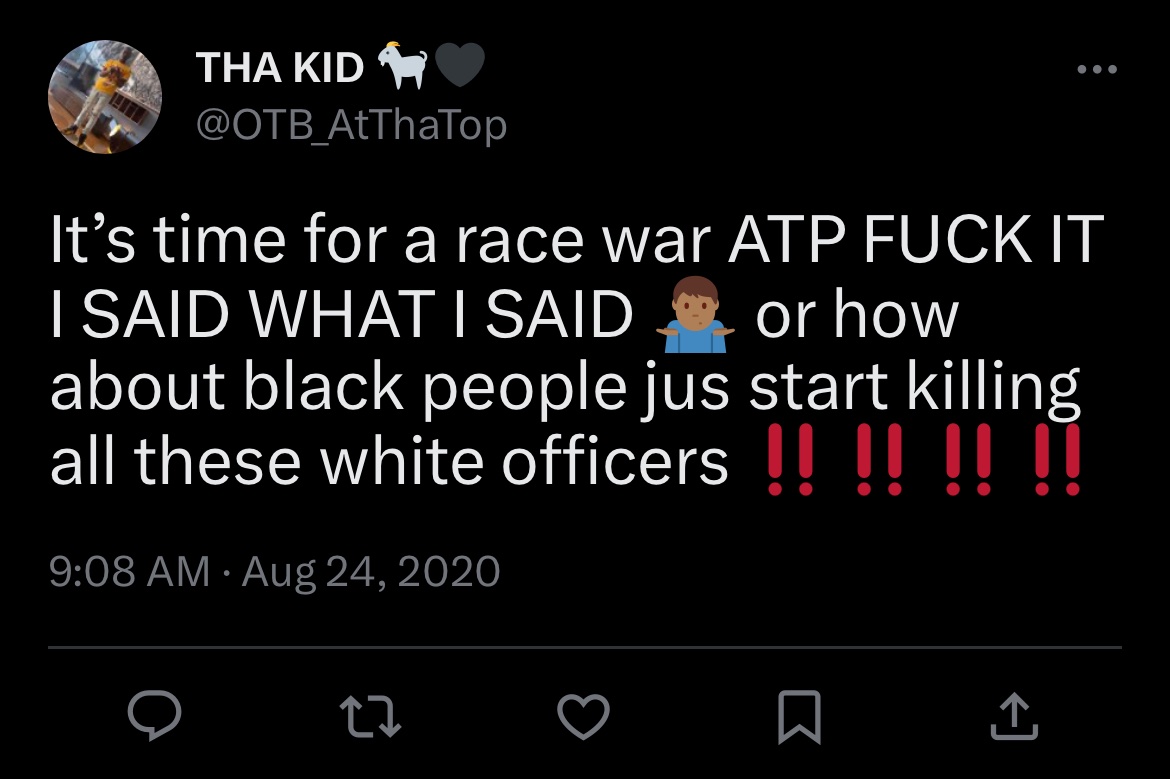 THA KID 🐐🖤
@OTB_AtThaTop
It’s time for a race war ATP FUCK IT
I SAID WHAT I SAID 🤷🏾‍♂️ or how
about black people jus start killing
all these white officers ‼️ ‼️ ‼️ ‼️
9:08 AM · Aug 24, 2020